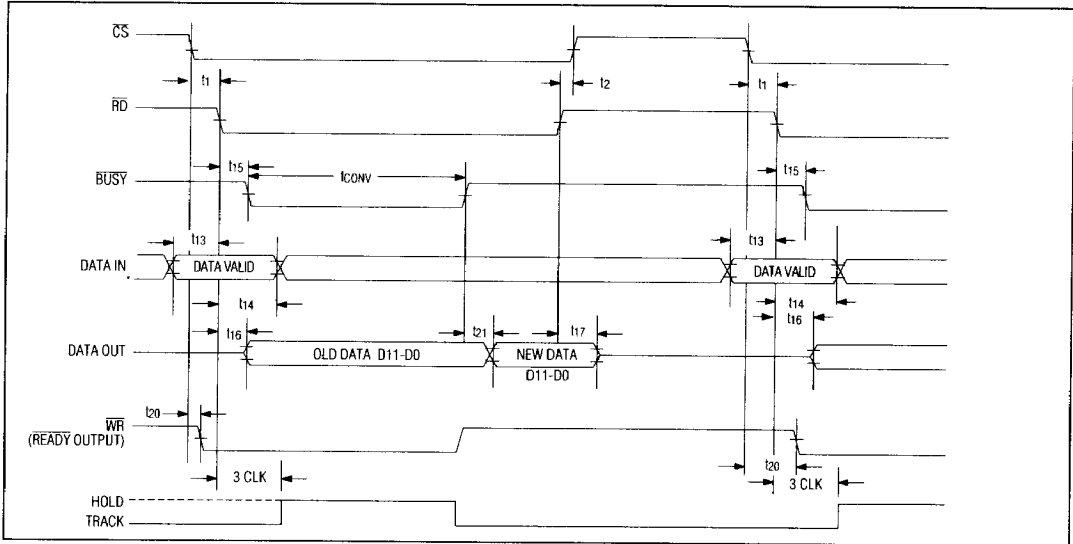 CS
t1
t2
t1
RD
t15
tCONV
t15
BUSY
t13
t13
DATA IN
DATA VALID
DATA VALID
t14
t14
t16
t21
t17
t16
DATA OUT
OLD DATA D11-D0
NEW DATA
D11-D0
t20
WR
(READY OUTPUT)
t20
3 CLK
3 CLK
HOLD
TRACK